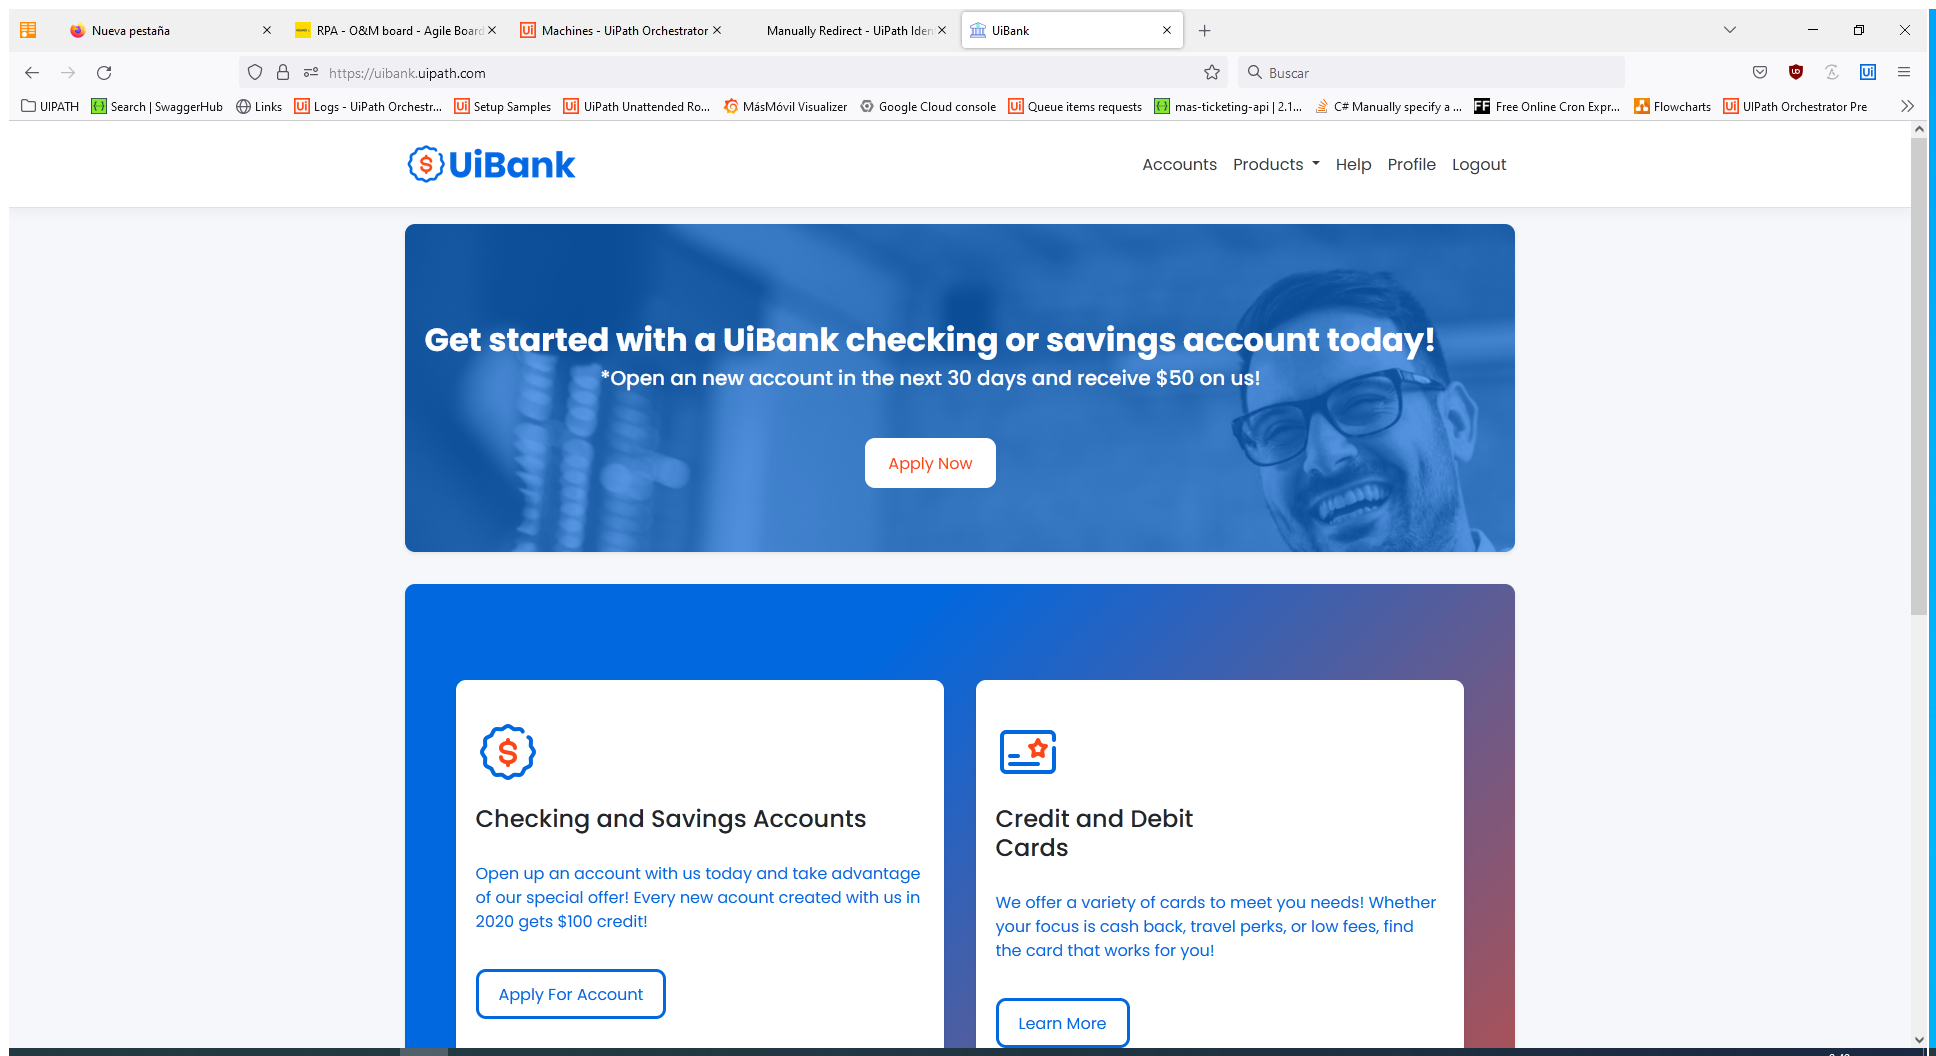 Nueva pestaña
RPA - O&M board - Agile Board
Machines - UiPath Orchestrator
Manually Redirect - UiPath Iden
UiBank
https://uibank.uipath.com
Buscar
UIPATH
Search | SwaggerHub
Links
Logs - UiPath Orchestr...
Setup Samples
UiPath Unattended Ro...
MásMóvil Visualizer
Google Cloud console
Queue items requests
mas-ticketing-api | 2.1...
C# Manually specify a ...
Free Online Cron Expr...
Flowcharts
UIPath Orchestrator Pre
UiBank
Accounts
Products
Help
Profile
Logout
Get started with a UiBank checking or savings account today!
*Open an new account in the next 30 days and receive $50 on us!
Apply Now
Checking and Savings Accounts
Open up an account with us today and take advantage
of our special offer! Every new acount created with us in
2020 gets $100 credit!
Apply For Account
Credit and Debit
Cards
We offer a variety of cards to meet you needs! Whether
your focus is cash back, travel perks, or low fees, find
the card that works for you!
Learn More